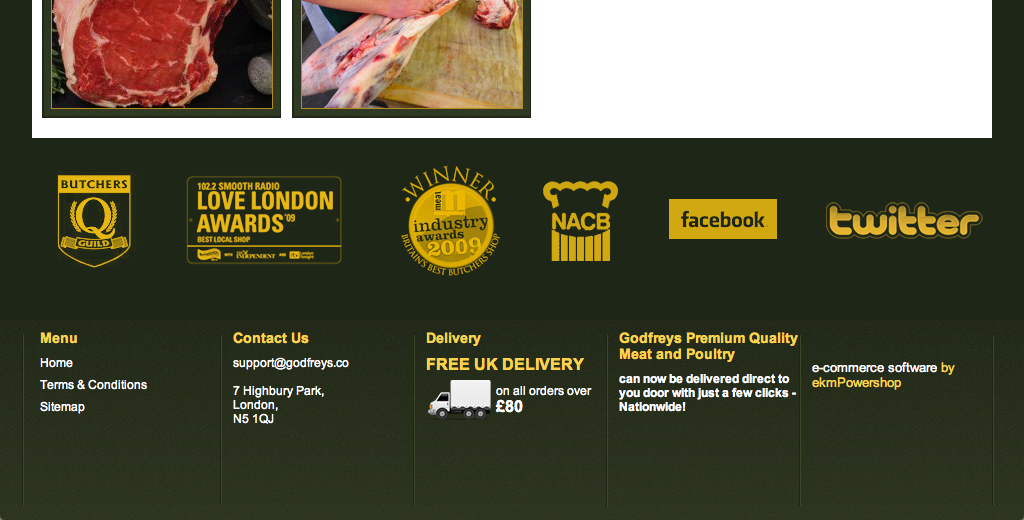 BUTCHERS
Q
GUILD
102.2 SMOOTH RADIO
LOVE LONDON
AWARDS '09
BEST LOCAL SHOP
WITH
INDEPENDENT
AND
WINNER
meat
industry
awards
2009
BRITAIN'S BEST BUTCHERS SHOP
NACB
facebook
twitter
Menu
Home
Terms & Conditions
Sitemap
Contact Us
support@godfreys.co
7 Highbury Park,
London,
N5 1QJ
Delivery
FREE UK DELIVERY
on all orders over
£80
Godfreys Premium Quality
Meat and Poultry
can now be delivered direct to
you door with just a few clicks -
Nationwide!
e-commerce software by
ekmPowershop